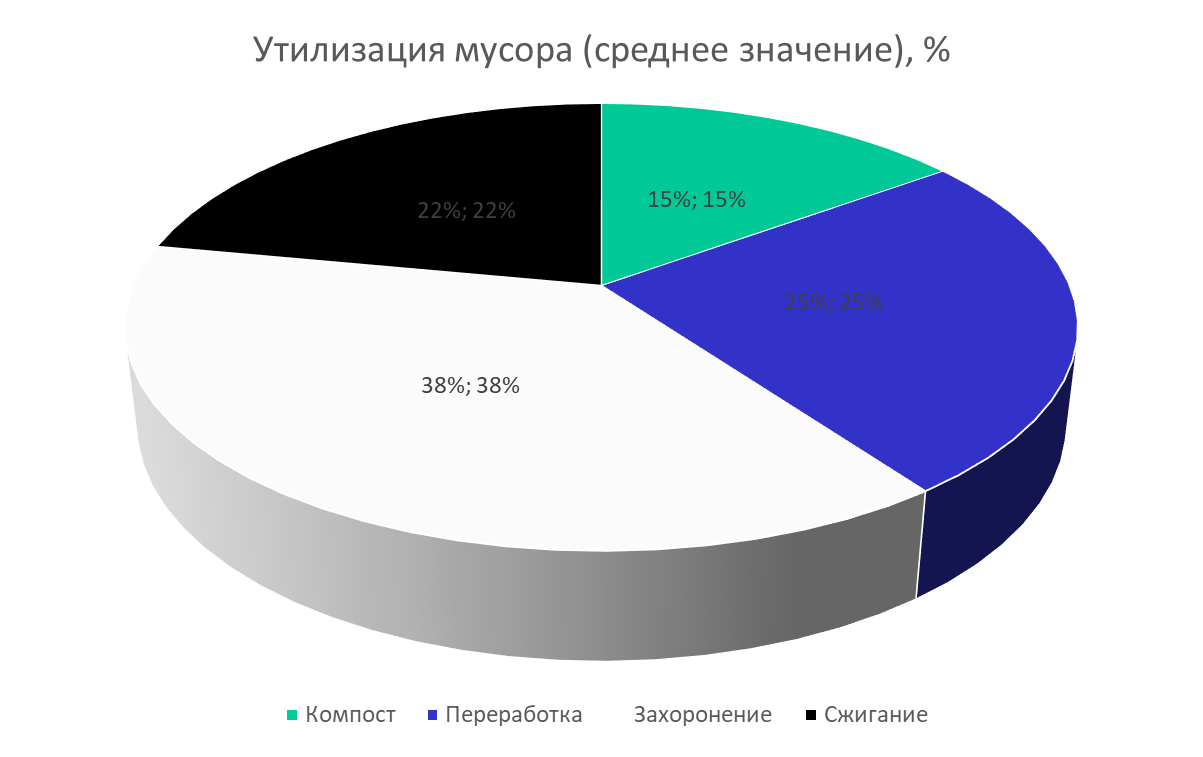 Утилизация мусора (среднее значение), %
22%; 22%
15%; 15%
25%; 25%
38%; 38%
Компост Переработка Захоронение Сжигание